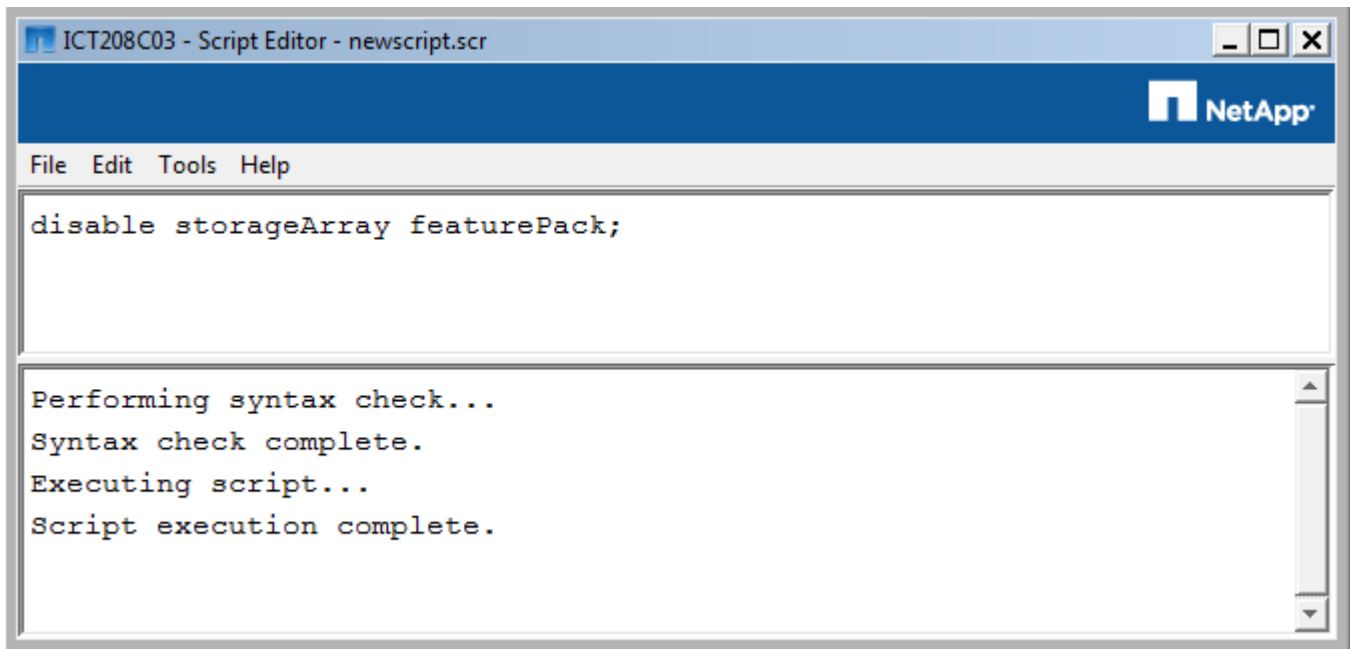 ICT208C03 - Script Editor - newscript.scr
NetApp
File Edit Tools Help
disable storageArray featurePack;
Performing syntax check...
Syntax check complete.
Executing script...
Script execution complete.